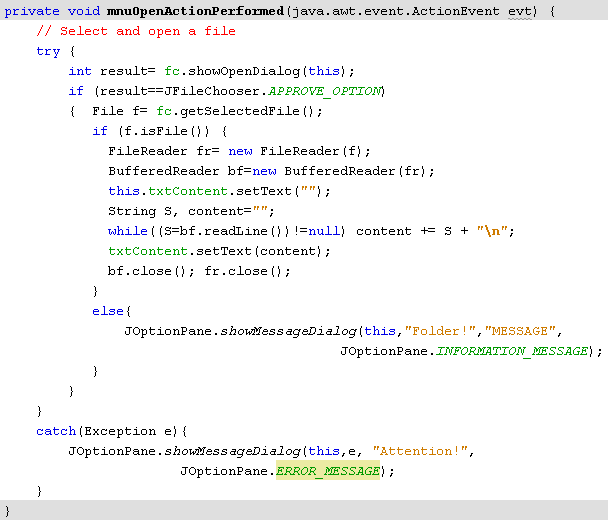 private void mnuOpenActionPerformed(java.awt.event.ActionEvent evt) {
    // Select and open a file
    try {
        int result= fc.showOpenDialog(this);
        if (result==JFileChooser.APPROVE_OPTION)
        {  File f= fc.getSelectedFile();
           if (f.isFile()) {
             FileReader fr= new FileReader(f);
             BufferedReader bf=new BufferedReader(fr);
             this.txtContent.setText("");
             String S, content="";
             while((S=bf.readLine())!=null) content += S + "\n";
             txtContent.setText(content);
             bf.close(); fr.close();
           }
           else{
               JOptionPane.showMessageDialog(this,"Folder!","MESSAGE",
                                          JOptionPane.INFORMATION_MESSAGE);
           }
        }
    }
    catch(Exception e){
        JOptionPane.showMessageDialog(this,e, "Attention!",
                      JOptionPane.ERROR_MESSAGE);
    }
}